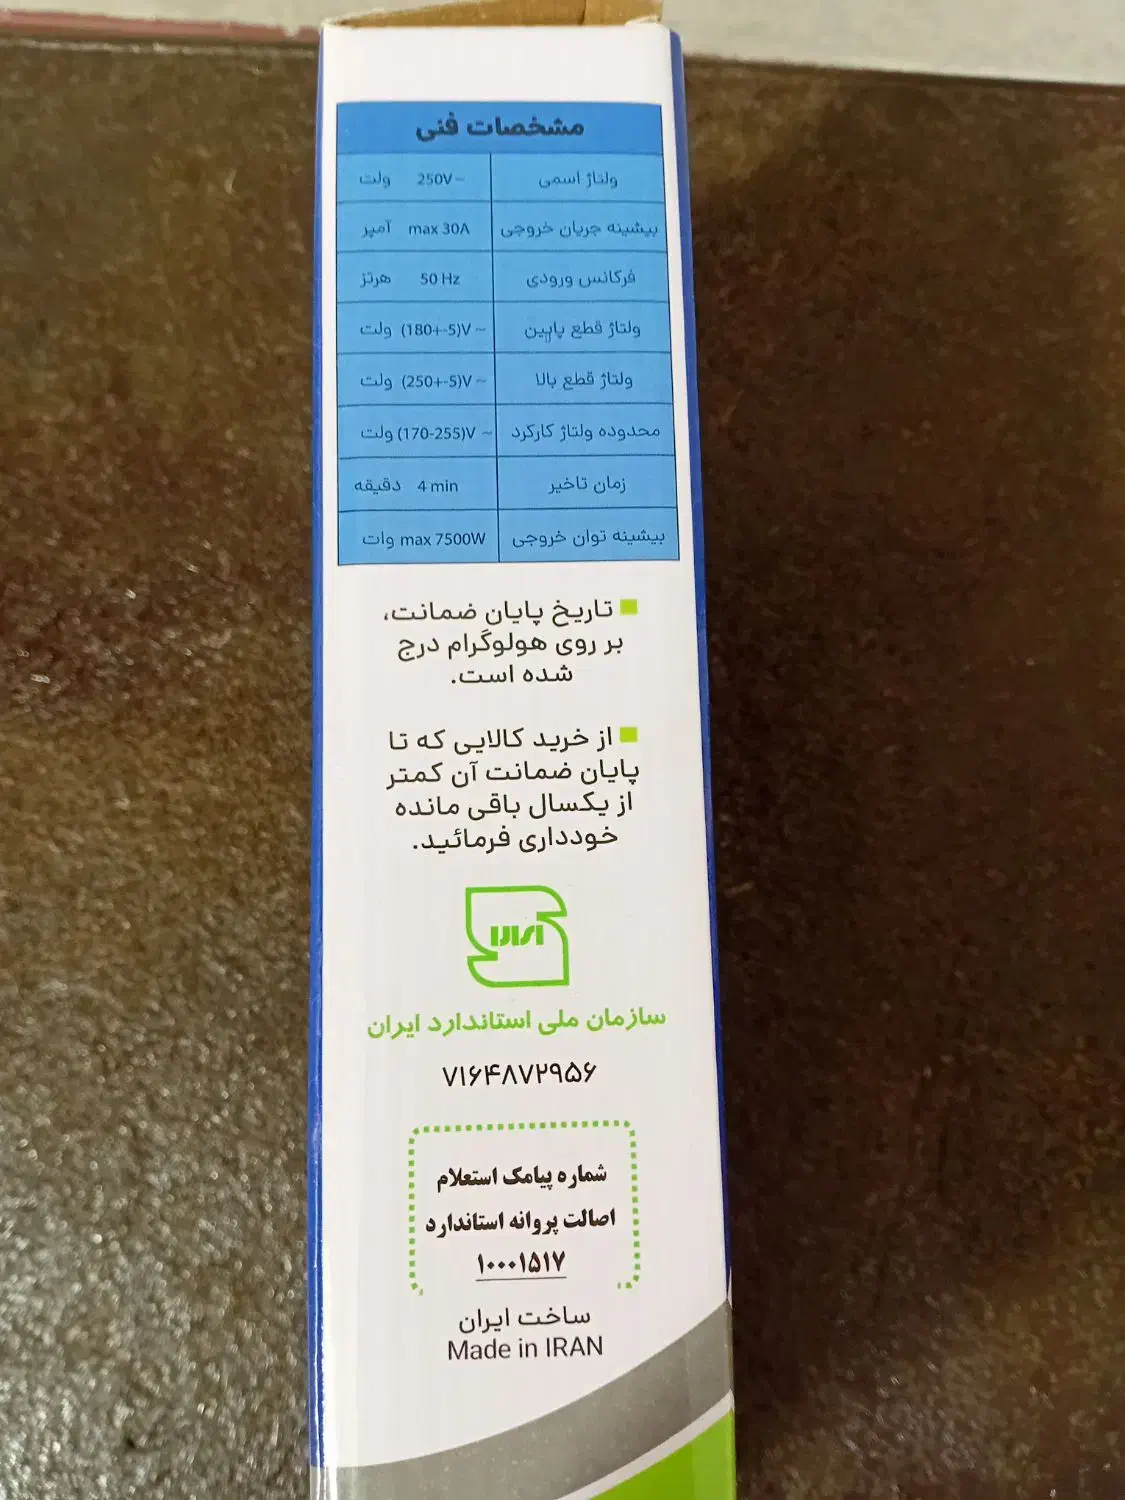 مشخصات فنی
ولتاژ اسمی ~250V ولت
بیشینه جریان خروجی max 30A آمپر
فرکانس ورودی 50 Hz هرتز
ولتاژ قطع پایین ~ (180+-5)V ولت
ولتاژ قطع بالا ~ (250+-5)V ولت
محدوده ولتاژ کارکرد ~ (170-255)V ولت
زمان تاخیر 4 min دقیقه
بیشینه توان خروجی max 7500W وات
تاریخ پایان ضمانت،
بر روی هولوگرام درج
شده است.
از خرید کالایی که تا
پایان ضمانت آن کمتر
از یکسال باقی مانده
خودداری فرمائید.
سازمان ملی استاندارد ایران
۷۱۶۴۸۷۲۹۵۶
شماره پیامک استعلام
اصالت پروانه استاندارد
۱۰۰۰۱۵۱۷
ساخت ایران
Made in IRAN